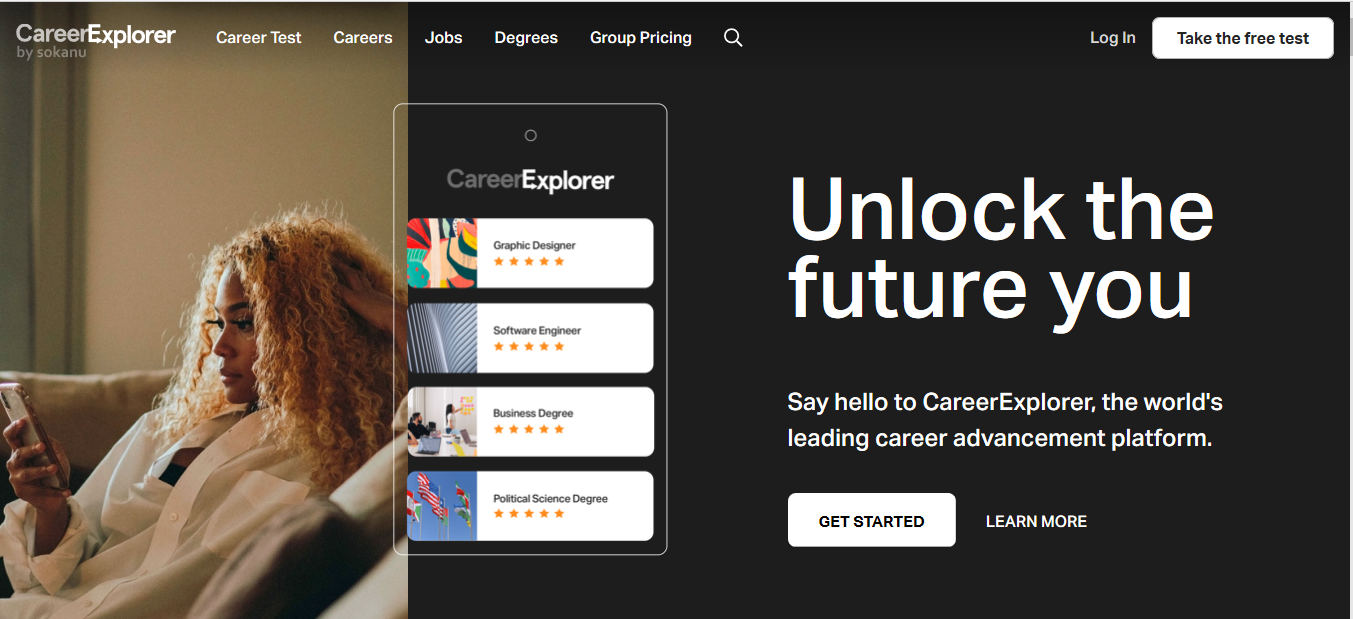 CareerExplorer
by sokanu
Career Test
Careers
Jobs
Degrees
Group Pricing
Log In
Take the free test
CareerExplorer
Graphic Designer
Software Engineer
Business Degree
Political Science Degree
Unlock the
future you
Say hello to CareerExplorer, the world's
leading career advancement platform.
GET STARTED
LEARN MORE